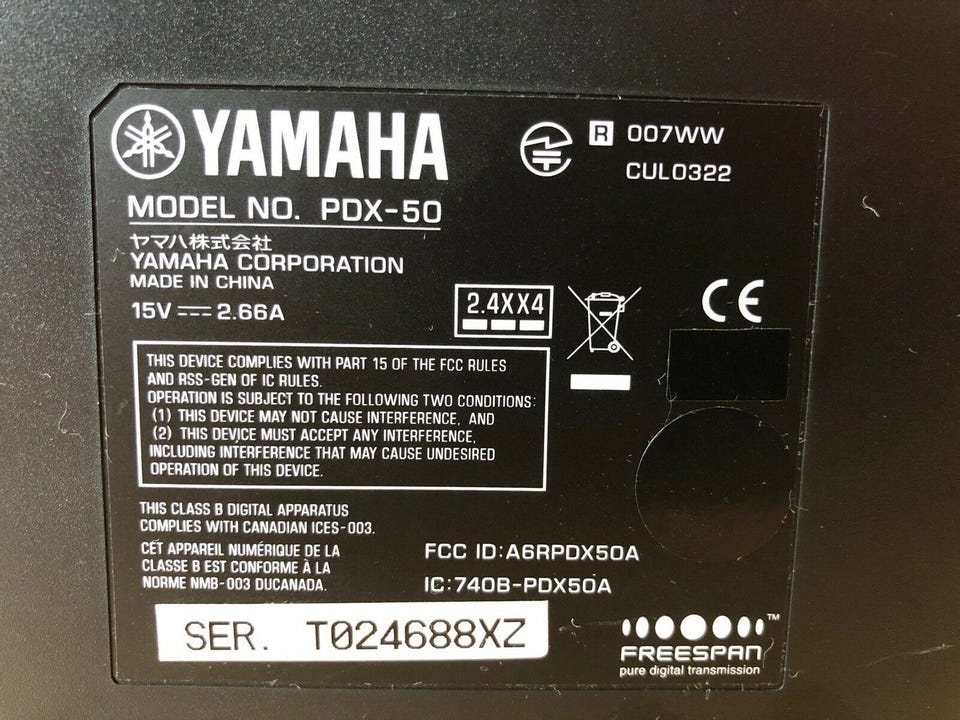 YAMAHA
R 007WW
CUL0322
MODEL NO. PDX-50
ヤマハ株式会社
YAMAHA CORPORATION
MADE IN CHINA
15V 2.66A
2.4XX4
CE
THIS DEVICE COMPLIES WITH PART 15 OF THE FCC RULES
AND RSS-GEN OF IC RULES.
OPERATION IS SUBJECT TO THE FOLLOWING TWO CONDITIONS:
(1) THIS DEVICE MAY NOT CAUSE INTERFERENCE, AND
(2) THIS DEVICE MUST ACCEPT ANY INTERFERENCE,
INCLUDING INTERFERENCE THAT MAY CAUSE UNDESIRED
OPERATION OF THIS DEVICE.
THIS CLASS B DIGITAL APPARATUS
COMPLIES WITH CANADIAN ICES-003.
CET APPAREIL NUMÉRIQUE DE LA
CLASSE B EST CONFORME À LA
NORME NMB-003 DUCANADA.
FCC ID:A6RPDX50A
IC:740B-PDX50A
SER. T024688XZ
FREESPAN™
pure digital transmission